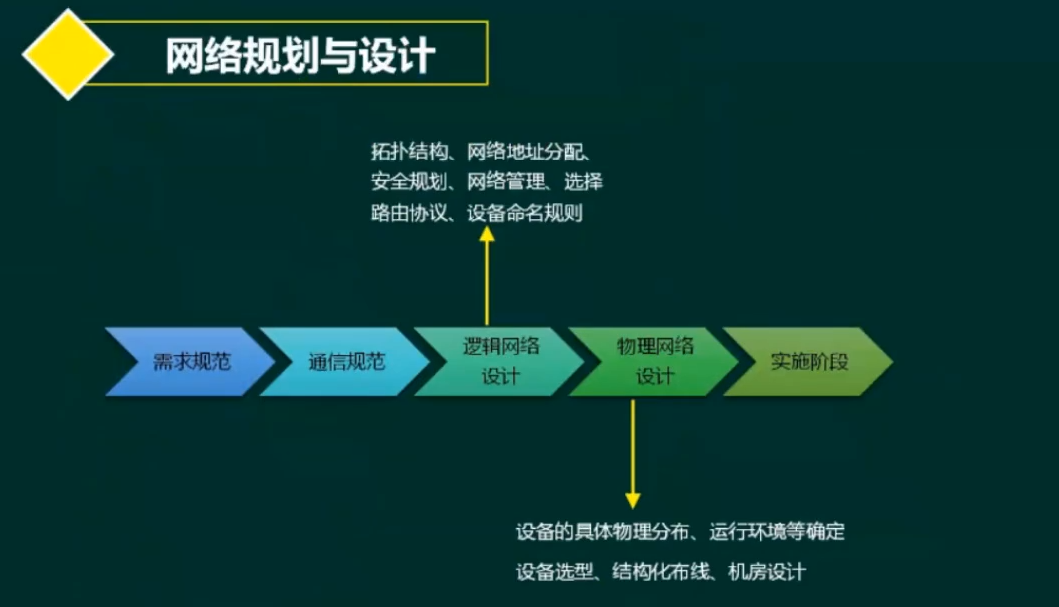 网络规划与设计
拓扑结构、网络地址分配、
安全规划、网络管理、选择
路由协议、设备命名规则
需求规范
通信规范
逻辑网络
设计
物理网络
设计
实施阶段
设备的具体物理分布、运行环境等确定
设备选型、结构化布线、机房设计